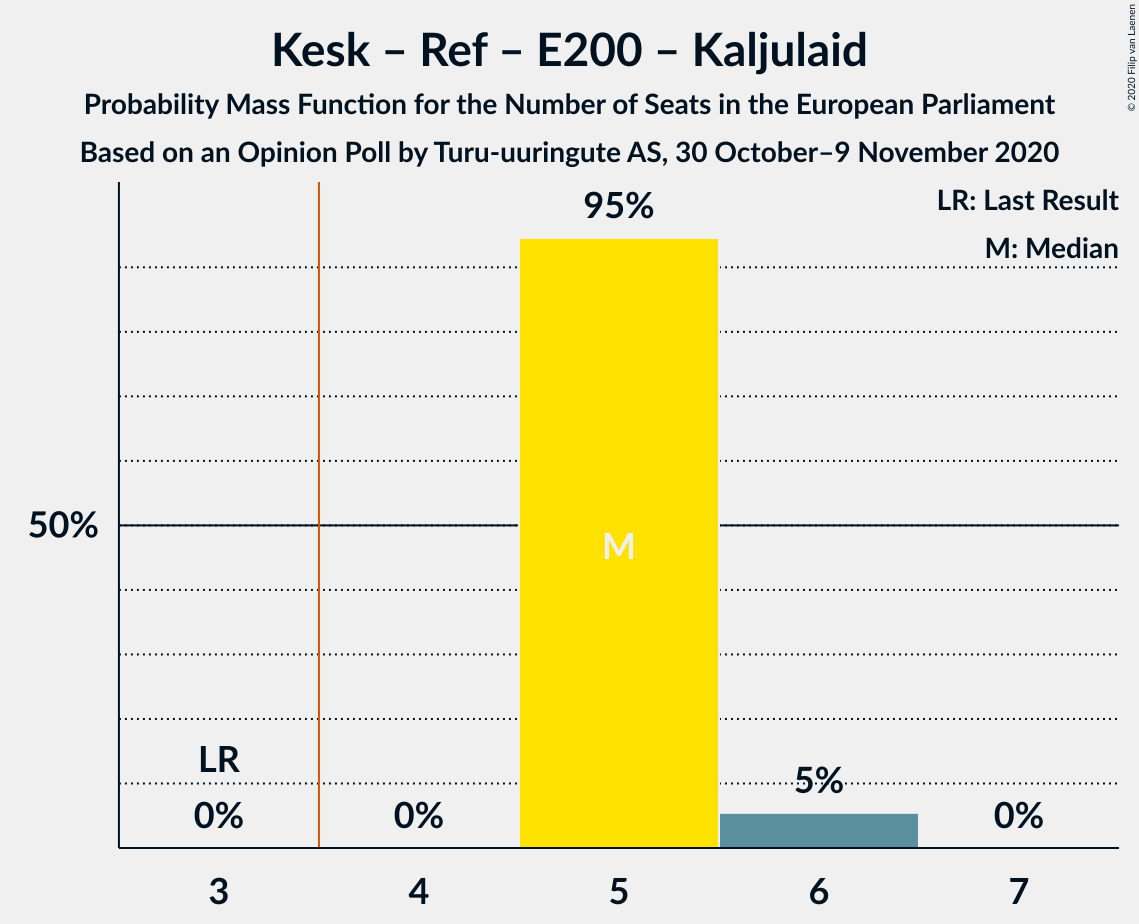 Kesk – Ref – E200 – Kaljulaid
Probability Mass Function for the Number of Seats in the European Parliament
Based on an Opinion Poll by Turu-uuringute AS, 30 October–9 November 2020
© 2020 Filip van Laenen
LR: Last Result
M: Median
95%
50%
M
LR
5%
0%
0%
0%
3
4
5
6
7